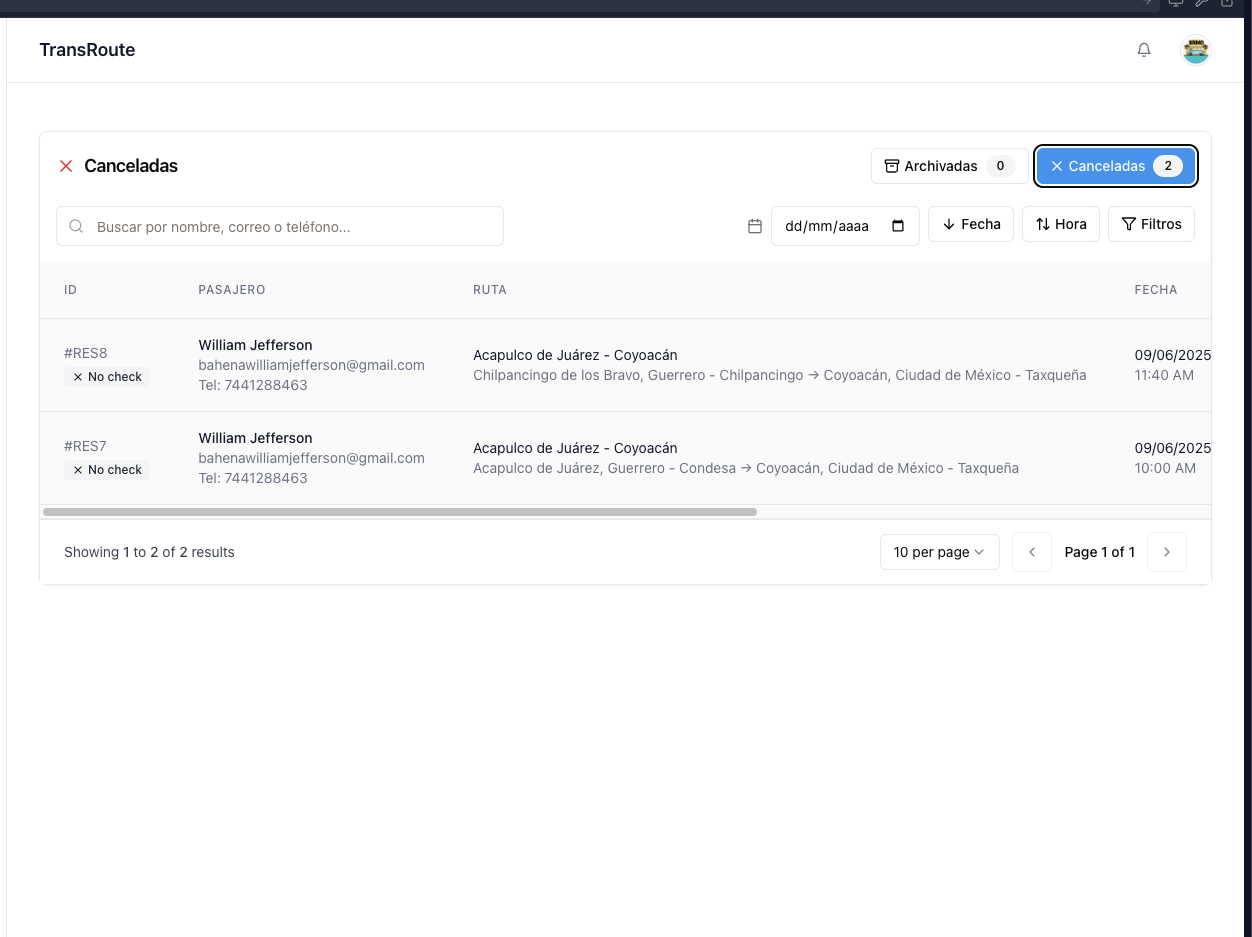 TransRoute
Canceladas
Archivadas 0
Canceladas 2
Buscar por nombre, correo o teléfono...
dd/mm/aaaa
Fecha
Hora
Filtros
ID PASAJERO RUTA FECHA
#RES8
No check
William Jefferson
bahenawilliamjefferson@gmail.com
Tel: 7441288463
Acapulco de Juárez - Coyoacán
Chilpancingo de los Bravo, Guerrero - Chilpancingo → Coyoacán, Ciudad de México - Taxqueña
09/06/2025
11:40 AM
#RES7
No check
William Jefferson
bahenawilliamjefferson@gmail.com
Tel: 7441288463
Acapulco de Juárez - Coyoacán
Acapulco de Juárez, Guerrero - Condesa → Coyoacán, Ciudad de México - Taxqueña
09/06/2025
10:00 AM
Showing 1 to 2 of 2 results
10 per page
Page 1 of 1